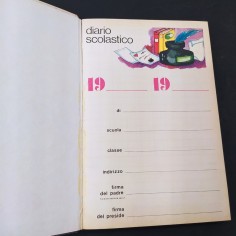 diario
scolastico
19 19
di
scuola
classe
indirizzo
firma
del padre
firma
del preside